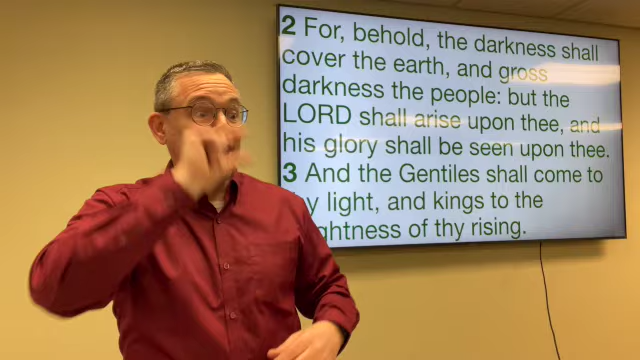 2 For, behold, the darkness shall
cover the earth, and gross
darkness the people: but the
LORD shall arise upon thee, and
his glory shall be seen upon thee.
3 And the Gentiles shall come to
y light, and kings to the
ghtness of thy rising.